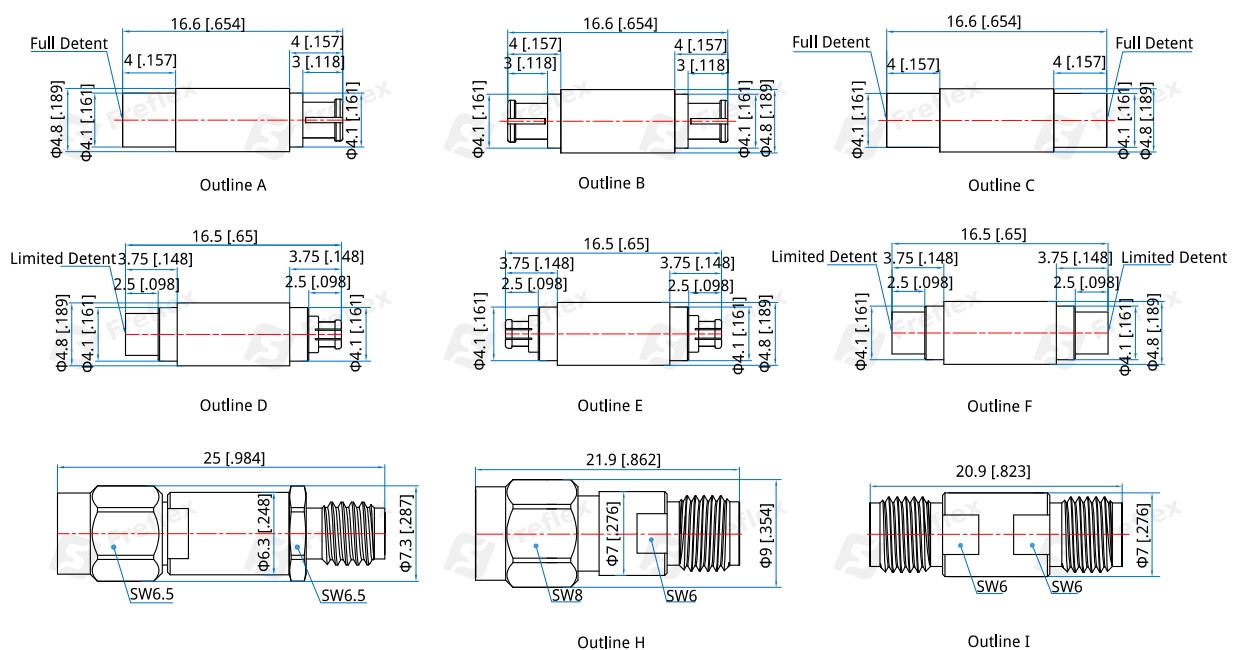 16.6 [.654]
Full Detent
4 [.157]
4 [.157]
3 [.118]
Φ4.8 [.189]
Φ4.1 [.161]
Φ4.1 [.161]
Freflex
Outline A
16.6 [.654]
4 [.157]
4 [.157]
3 [.118]
3 [.118]
Φ4.1 [.161]
Φ4.1 [.161]
Φ4.8 [.189]
Freflex
Outline B
16.6 [.654]
Full Detent
Full Detent
4 [.157]
4 [.157]
Φ4.1 [.161]
Φ4.1 [.161]
Φ4.8 [.189]
Freflex
Outline C
16.5 [.65]
Limited Detent
3.75 [.148]
3.75 [.148]
2.5 [.098]
2.5 [.098]
Φ4.8 [.189]
Φ4.1 [.161]
Φ4.1 [.161]
Freflex
Outline D
16.5 [.65]
3.75 [.148]
3.75 [.148]
2.5 [.098]
2.5 [.098]
Φ4.1 [.161]
Φ4.1 [.161]
Φ4.8 [.189]
Freflex
Outline E
16.5 [.65]
Limited Detent
3.75 [.148]
3.75 [.148]
Limited Detent
2.5 [.098]
2.5 [.098]
Φ4.1 [.161]
Φ4.1 [.161]
Φ4.8 [.189]
Freflex
Outline F
25 [.984]
Φ6.3 [.248]
Φ7.3 [.287]
Freflex
SW6.5
SW6.5
21.9 [.862]
Φ7 [.276]
Φ9 [.354]
Freflex
SW8
SW6
Outline H
20.9 [.823]
Φ7 [.276]
Freflex
SW6
SW6
Outline I